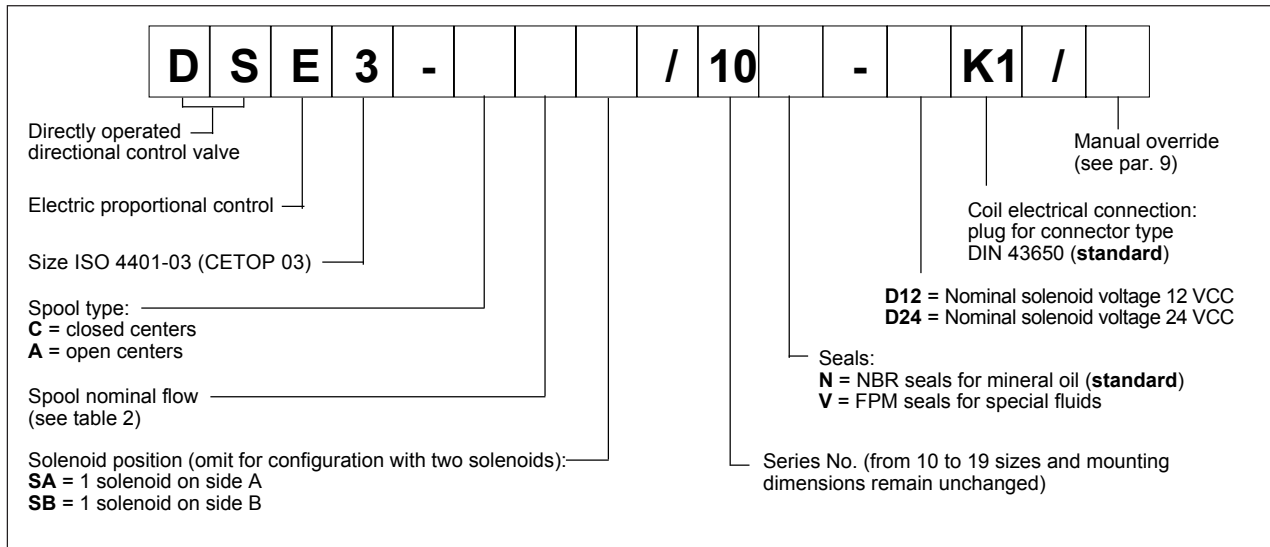 D S E 3 - / 10 - K1 /
Directly operated
directional control valve
Electric proportional control
Size ISO 4401-03 (CETOP 03)
Spool type:
C = closed centers
A = open centers
Spool nominal flow
(see table 2)
Solenoid position (omit for configuration with two solenoids):
SA = 1 solenoid on side A
SB = 1 solenoid on side B
Manual override
(see par. 9)
Coil electrical connection:
plug for connector type
DIN 43650 (standard)
D12 = Nominal solenoid voltage 12 VCC
D24 = Nominal solenoid voltage 24 VCC
Seals:
N = NBR seals for mineral oil (standard)
V = FPM seals for special fluids
Series No. (from 10 to 19 sizes and mounting
dimensions remain unchanged)